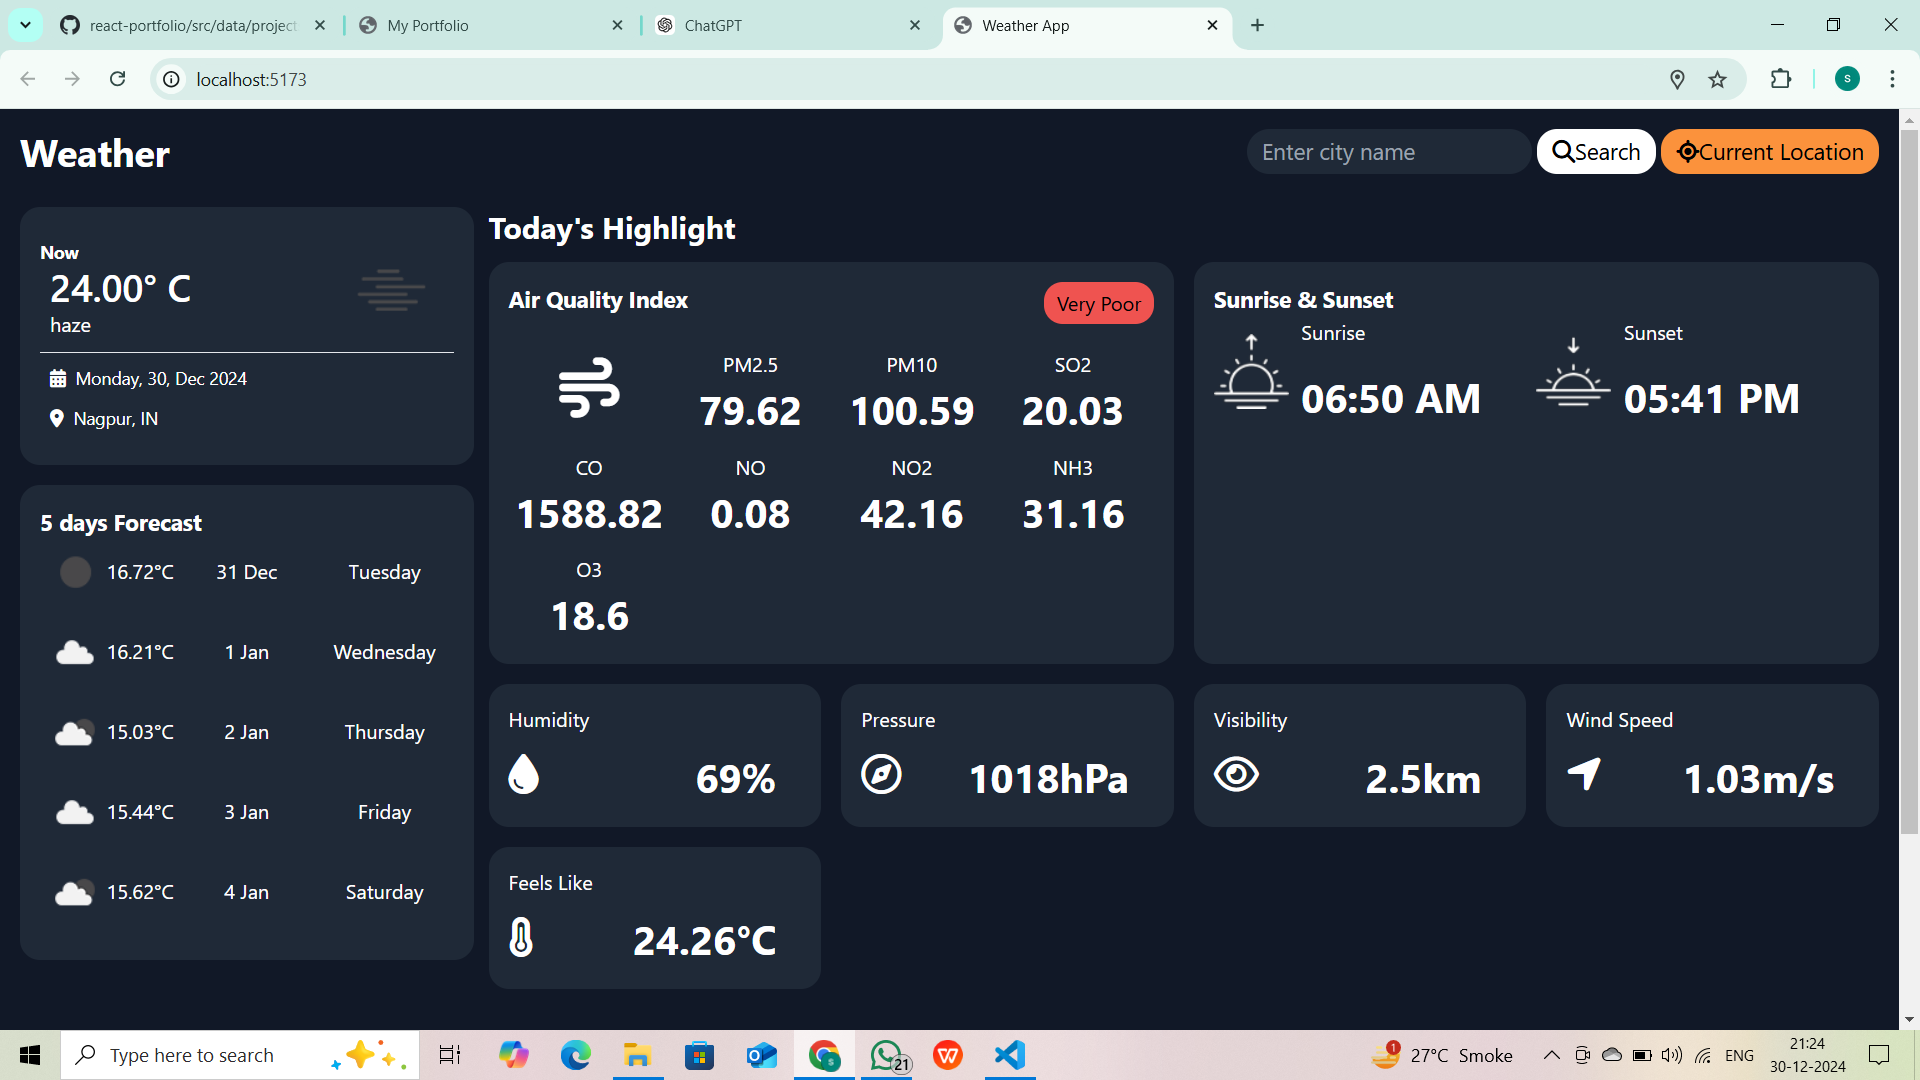 react-portfolio/src/data/project
My Portfolio
ChatGPT
Weather App
localhost:5173
S
Weather
Enter city name
Search
Current Location
Now
24.00° C
haze
Monday, 30, Dec 2024
Nagpur, IN
5 days Forecast
16.72°C 31 Dec Tuesday
16.21°C 1 Jan Wednesday
15.03°C 2 Jan Thursday
15.44°C 3 Jan Friday
15.62°C 4 Jan Saturday
Today's Highlight
Air Quality Index
Very Poor
PM2.5 PM10 SO2
79.62 100.59 20.03
CO NO NO2 NH3
1588.82 0.08 42.16 31.16
O3
18.6
Sunrise & Sunset
Sunrise Sunset
06:50 AM 05:41 PM
Humidity
69%
Pressure
1018hPa
Visibility
2.5km
Wind Speed
1.03m/s
Feels Like
24.26°C
Type here to search
S
21
1
27°C Smoke
ENG
21:24
30-12-2024